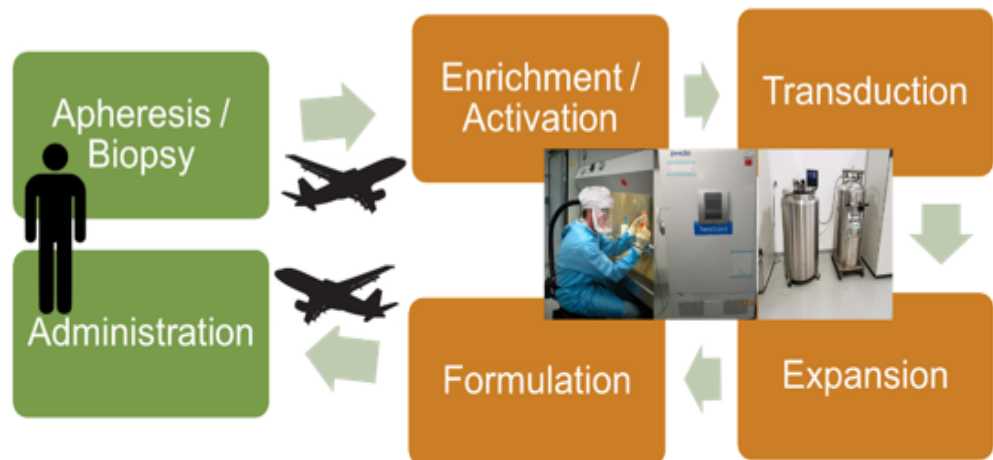 Apheresis /
Biopsy
Enrichment /
Activation
Transduction
Expansion
Formulation
Administration